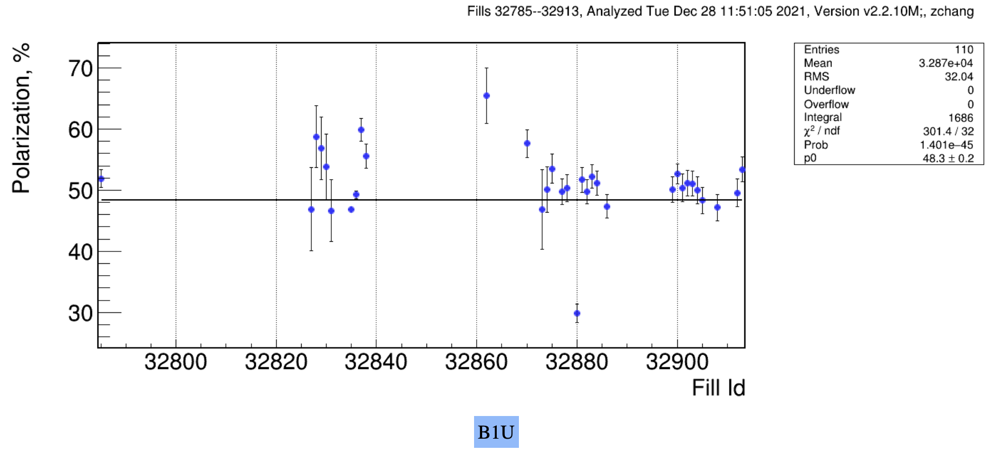 Fills 32785--32913, Analyzed Tue Dec 28 11:51:05 2021, Version v2.2.10M;, zchang
Polarization, %
70
60
50
40
30
32800 32820 32840 32860 32880 32900
Fill Id
Entries 110
Mean 3.287e+04
RMS 32.04
Underflow 0
Overflow 0
Integral 1686
χ² / ndf 301.4 / 32
Prob 1.401e−45
p0 48.3 ± 0.2
B1U